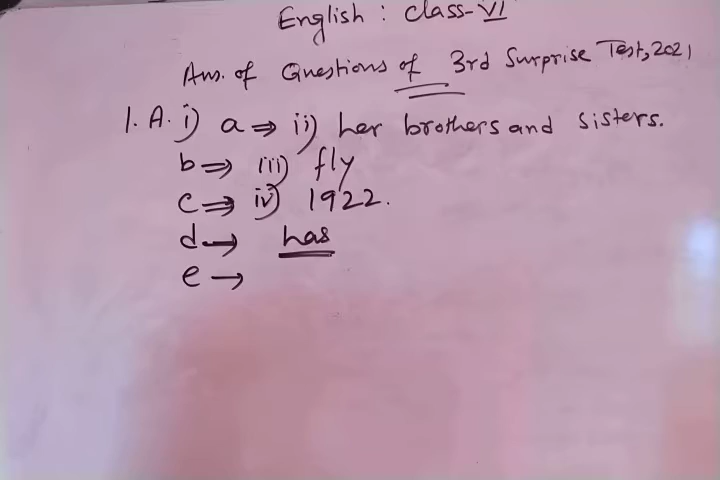 English : class-VI
Ans. of Questions of 3rd Surprise Test, 2021
1. A. i) a ⇒ ii) her brothers and sisters.
b ⇒ iii) fly
c ⇒ iv) 1922.
d → has
e →